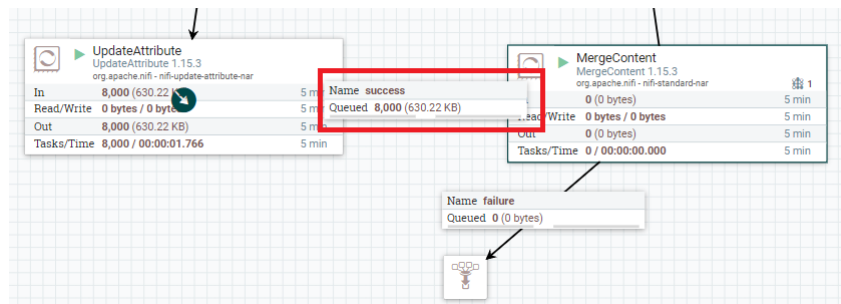 UpdateAttribute
UpdateAttribute 1.15.3
org.apache.nifi - nifi-update-attribute-nar
In 8,000 (630.22 5 min
Read/Write 0 bytes / 0 bytes 5 min
Out 8,000 (630.22 KB) 5 min
Tasks/Time 8,000 / 00:00:01.766 5 min
Name success
Queued 8,000 (630.22 KB)
MergeContent
MergeContent 1.15.3
org.apache.nifi - nifi-standard-nar
1
0 (0 bytes) 5 min
Read/Write 0 bytes / 0 bytes 5 min
Out 0 (0 bytes) 5 min
Tasks/Time 0 / 00:00:00.000 5 min
Name failure
Queued 0 (0 bytes)